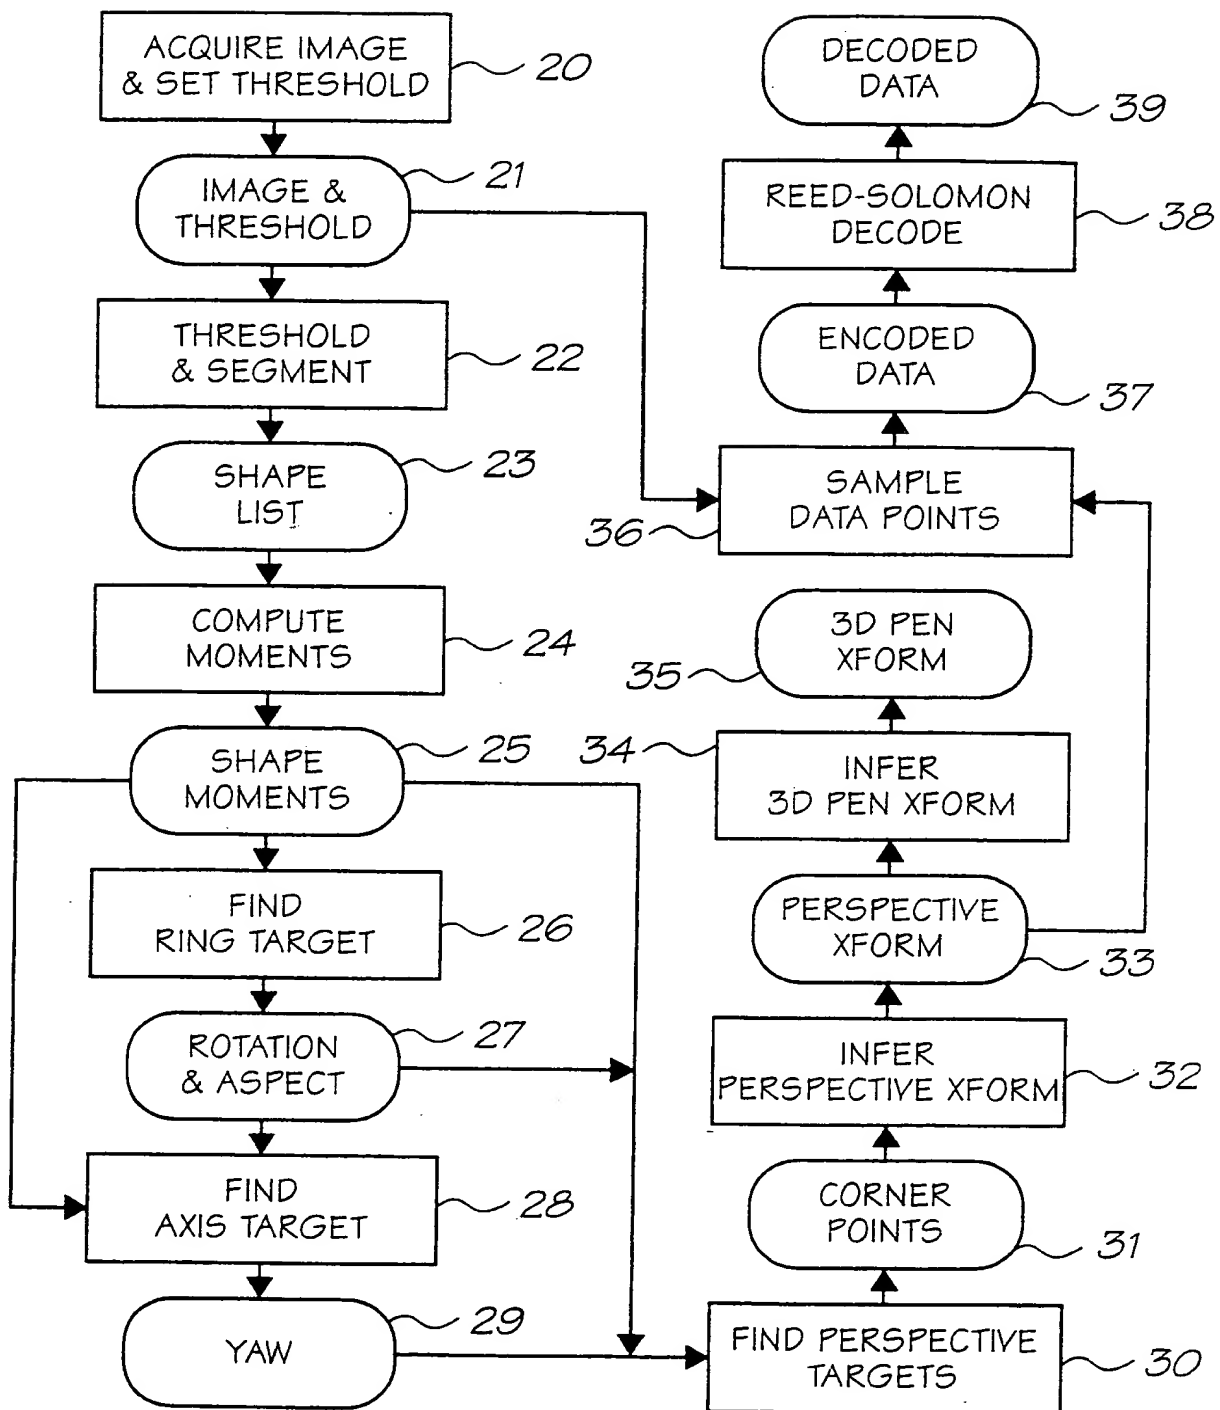 ACQUIRE IMAGE
& SET THRESHOLD
20
IMAGE &
THRESHOLD
21
THRESHOLD
& SEGMENT
22
SHAPE
LIST
23
COMPUTE
MOMENTS
24
SHAPE
MOMENTS
25
FIND
RING TARGET
26
ROTATION
& ASPECT
27
FIND
AXIS TARGET
28
YAW
29
FIND PERSPECTIVE
TARGETS
30
CORNER
POINTS
31
INFER
PERSPECTIVE XFORM
32
PERSPECTIVE
XFORM
33
INFER
3D PEN XFORM
34
3D PEN
XFORM
35
SAMPLE
DATA POINTS
36
ENCODED
DATA
37
REED-SOLOMON
DECODE
38
DECODED
DATA
39